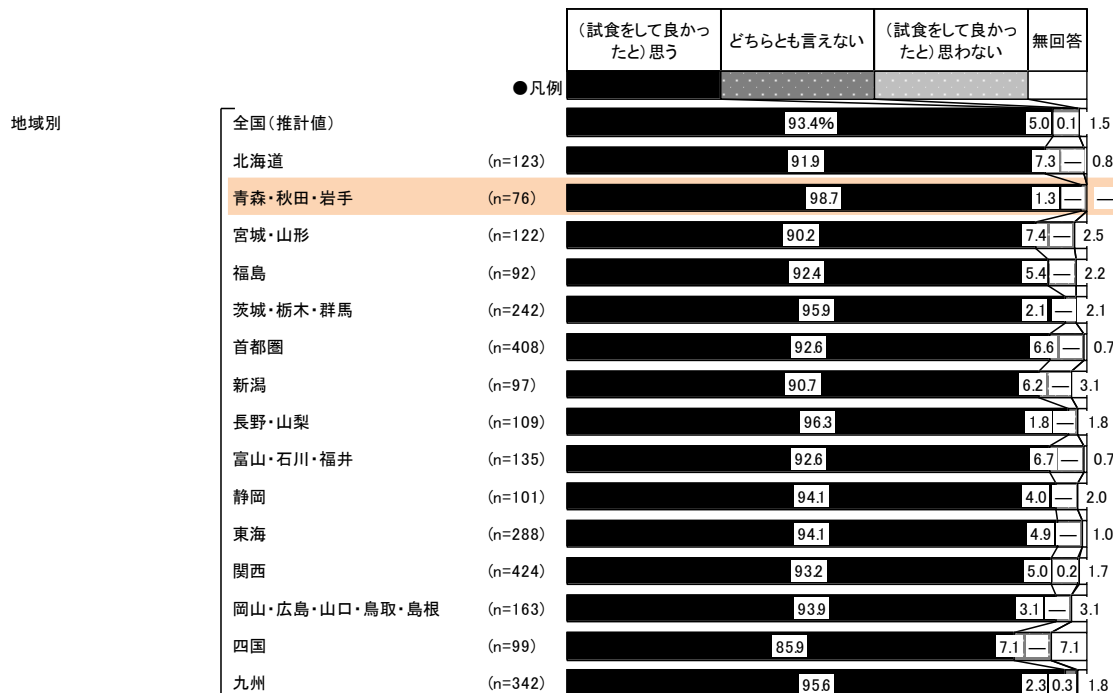 (試食をして良かっ
たと)思う
どちらとも言えない
(試食をして良かっ
たと)思わない
無回答
●凡例
地域別
全国(推計値) 93.4% 5.0 0.1 1.5
北海道 (n=123) 91.9 7.3 — 0.8
青森・秋田・岩手 (n=76) 98.7 1.3 — —
宮城・山形 (n=122) 90.2 7.4 — 2.5
福島 (n=92) 92.4 5.4 — 2.2
茨城・栃木・群馬 (n=242) 95.9 2.1 — 2.1
首都圏 (n=408) 92.6 6.6 — 0.7
新潟 (n=97) 90.7 6.2 — 3.1
長野・山梨 (n=109) 96.3 1.8 — 1.8
富山・石川・福井 (n=135) 92.6 6.7 — 0.7
静岡 (n=101) 94.1 4.0 — 2.0
東海 (n=288) 94.1 4.9 — 1.0
関西 (n=424) 93.2 5.0 0.2 1.7
岡山・広島・山口・鳥取・島根 (n=163) 93.9 3.1 — 3.1
四国 (n=99) 85.9 7.1 — 7.1
九州 (n=342) 95.6 2.3 0.3 1.8